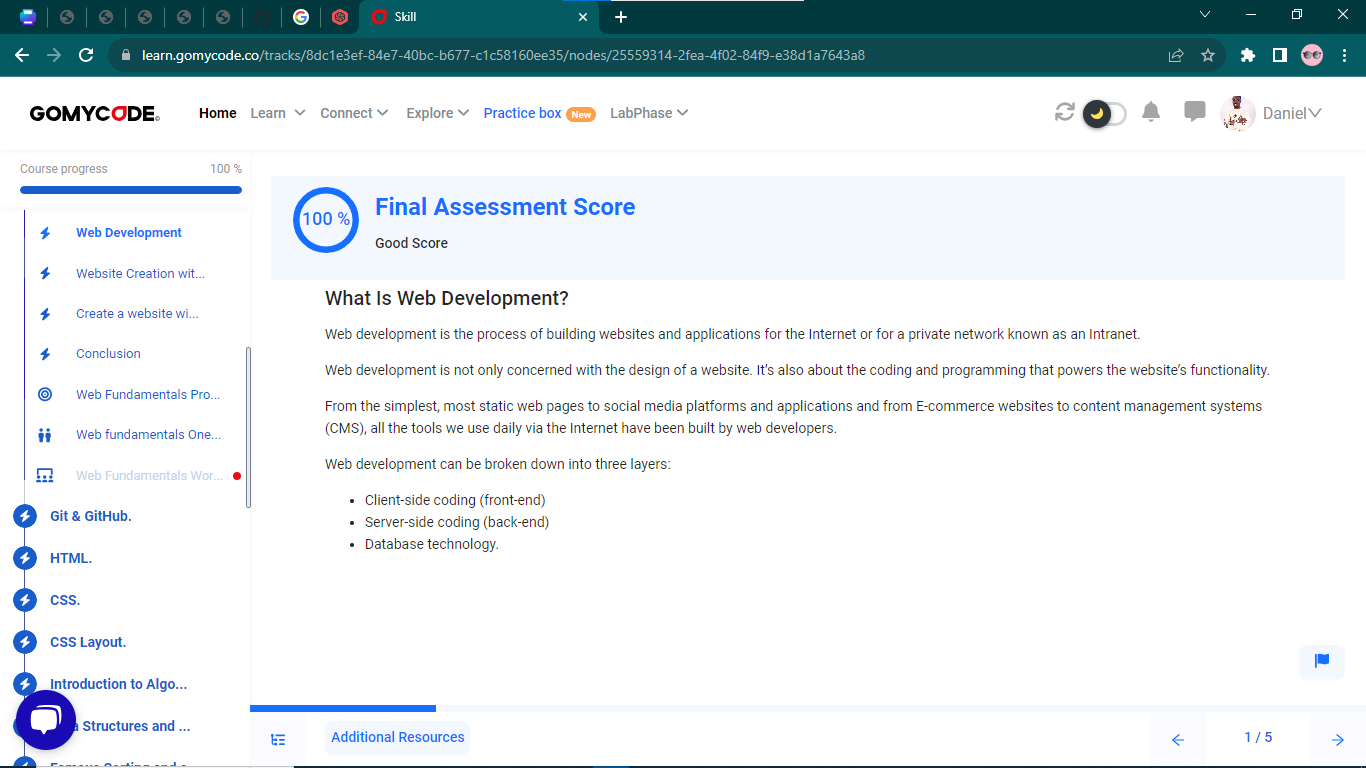 Skill
learn.gomycode.co/tracks/8dc1e3ef-84e7-40bc-b677-c1c58160ee35/nodes/25559314-2fea-4f02-84f9-e38d1a7643a8
GOMYCODE
Home Learn Connect Explore Practice box New LabPhase Daniel
Course progress 100 %
Web Development
Website Creation wit...
Create a website wi...
Conclusion
Web Fundamentals Pro...
Web fundamentals One...
Web Fundamentals Wor...
Git & GitHub.
HTML.
CSS.
CSS Layout.
Introduction to Algo...
Structures and ...
100 %
Final Assessment Score
Good Score
What Is Web Development?
Web development is the process of building websites and applications for the Internet or for a private network known as an Intranet.
Web development is not only concerned with the design of a website. It’s also about the coding and programming that powers the website’s functionality.
From the simplest, most static web pages to social media platforms and applications and from E-commerce websites to content management systems
(CMS), all the tools we use daily via the Internet have been built by web developers.
Web development can be broken down into three layers:
• Client-side coding (front-end)
• Server-side coding (back-end)
• Database technology.
Additional Resources
1 / 5